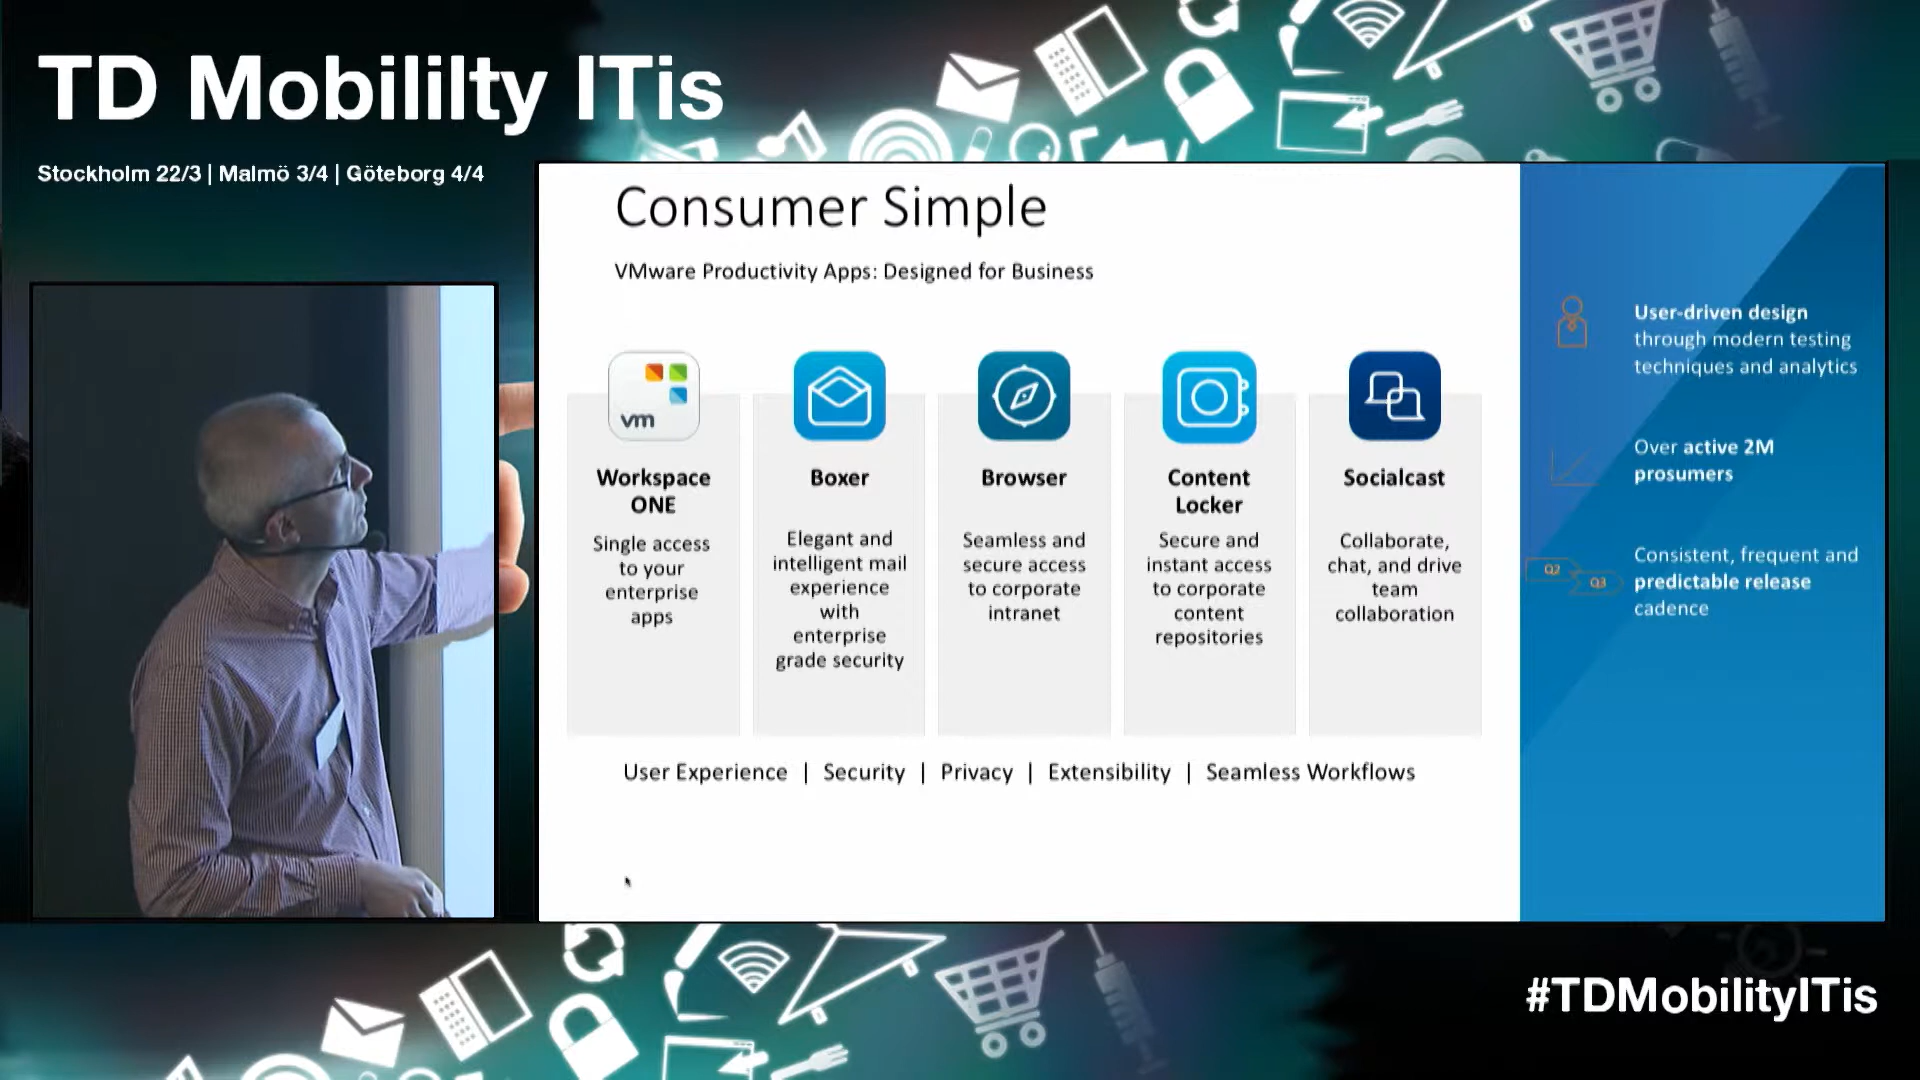 TD Mobililty ITis
Stockholm 22/3 | Malmö 3/4 | Göteborg 4/4
Consumer Simple
VMware Productivity Apps: Designed for Business
vm
Workspace
ONE
Single access
to your
enterprise
apps
Boxer
Elegant and
intelligent mail
experience
with
enterprise
grade security
Browser
Seamless and
secure access
to corporate
intranet
Content
Locker
Secure and
instant access
to corporate
content
repositories
Socialcast
Collaborate,
chat, and drive
team
collaboration
User Experience | Security | Privacy | Extensibility | Seamless Workflows
User-driven design
through modern testing
techniques and analytics
Over active 2M
prosumers
Q2
Q3
Consistent, frequent and
predictable release
cadence
#TDMobilityITis